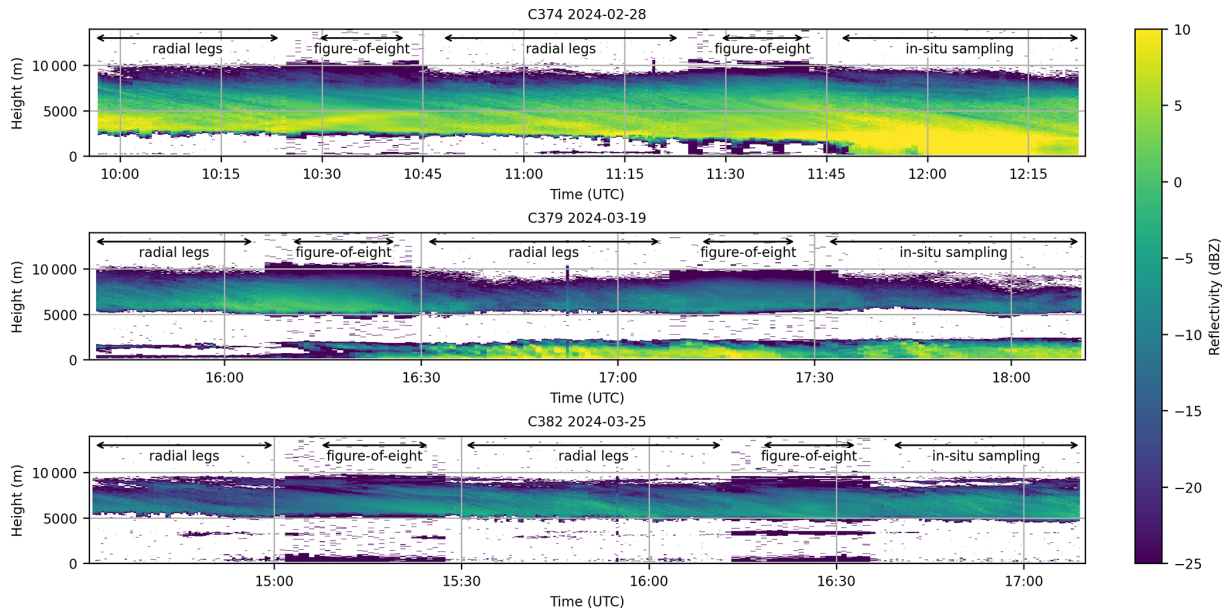 C374 2024-02-28
radial legs figure-of-eight radial legs figure-of-eight in-situ sampling
10 000
5000
0
Height (m)
10:00 10:15 10:30 10:45 11:00 11:15 11:30 11:45 12:00 12:15
Time (UTC)
C379 2024-03-19
radial legs figure-of-eight radial legs figure-of-eight in-situ sampling
10 000
5000
0
Height (m)
16:00 16:30 17:00 17:30 18:00
Time (UTC)
C382 2024-03-25
radial legs figure-of-eight radial legs figure-of-eight in-situ sampling
10 000
5000
0
Height (m)
15:00 15:30 16:00 16:30 17:00
Time (UTC)
10
5
0
−5
−10
−15
−20
−25
Reflectivity (dBZ)